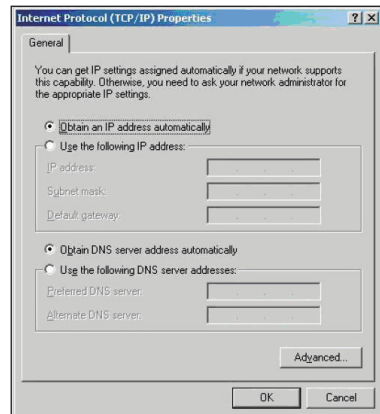 Internet Protocol (TCP/IP) Properties
General
You can get IP settings assigned automatically if your network supports
this capability. Otherwise, you need to ask your network administrator for
the appropriate IP settings.
Obtain an IP address automatically
Use the following IP address:
IP address:
Subnet mask:
Default gateway:
Obtain DNS server address automatically
Use the following DNS server addresses:
Preferred DNS server:
Alternate DNS server:
Advanced...
OK
Cancel